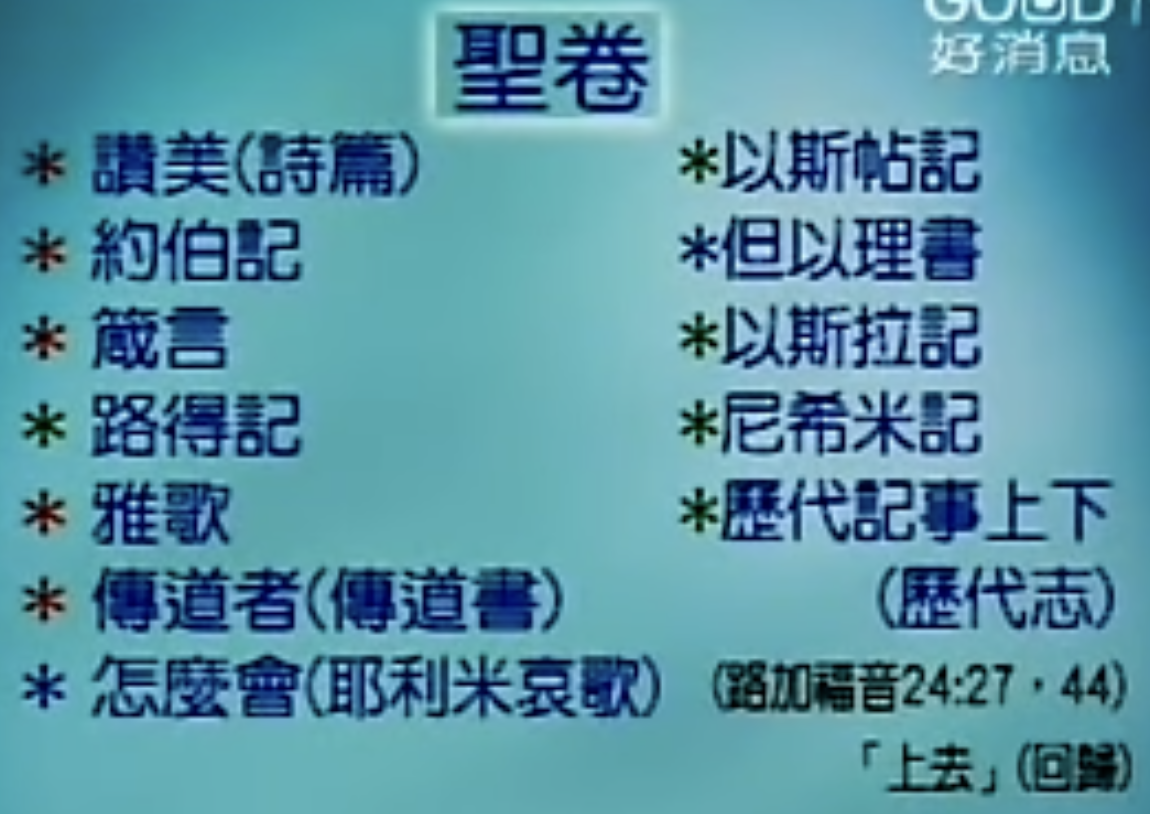 GOOD
好消息
聖卷
* 讚美(詩篇)
* 約伯記
* 箴言
* 路得記
* 雅歌
* 傳道者(傳道書)
* 怎麼會(耶利米哀歌)
*以斯帖記
*但以理書
*以斯拉記
*尼希米記
*歷代記事上下
(歷代志)
(路加福音24:27，44)
「上去」(回歸)